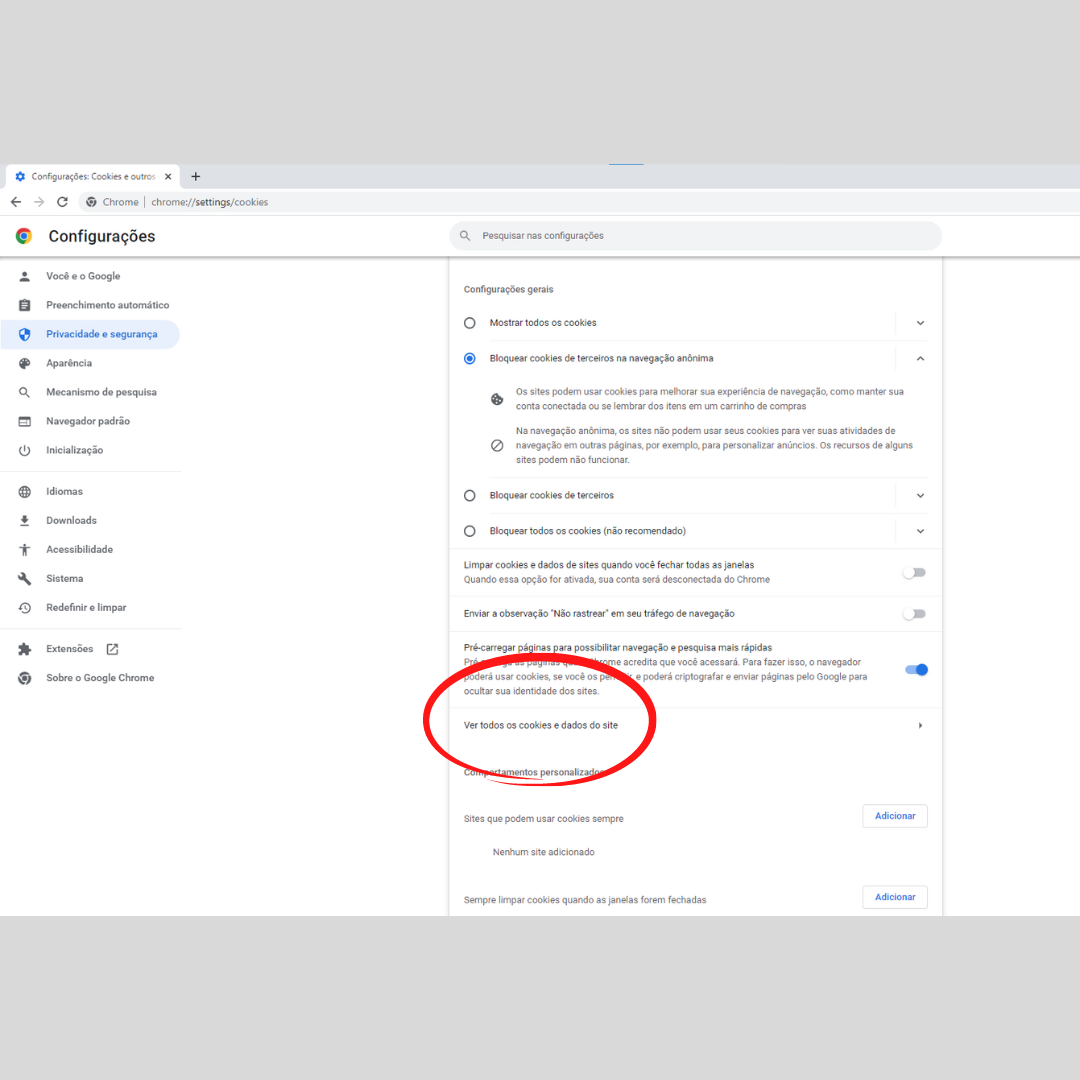 Configurações: Cookies e outros
Chrome | chrome://settings/cookies
Configurações
Pesquisar nas configurações
Você e o Google
Preenchimento automático
Privacidade e segurança
Aparência
Mecanismo de pesquisa
Navegador padrão
Inicialização
Idiomas
Downloads
Acessibilidade
Sistema
Redefinir e limpar
Extensões
Sobre o Google Chrome
Configurações gerais
Mostrar todos os cookies
Bloquear cookies de terceiros na navegação anônima
Os sites podem usar cookies para melhorar sua experiência de navegação, como manter sua
conta conectada ou se lembrar dos itens em um carrinho de compras
Na navegação anônima, os sites não podem usar seus cookies para ver suas atividades de
navegação em outras páginas, por exemplo, para personalizar anúncios. Os recursos de alguns
sites podem não funcionar.
Bloquear cookies de terceiros
Bloquear todos os cookies (não recomendado)
Limpar cookies e dados de sites quando você fechar todas as janelas
Quando essa opção for ativada, sua conta será desconectada do Chrome
Enviar a observação "Não rastrear" em seu tráfego de navegação
Pré-carregar páginas para possibilitar navegação e pesquisa mais rápidas
as páginas Chrome acredita que você acessará. Para fazer isso, o navegador
poderá usar cookies, se você os e poderá criptografar e enviar páginas pelo Google para
ocultar sua identidade dos sites.
Ver todos os cookies e dados do site
Comportamentos personalizados
Sites que podem usar cookies sempre
Adicionar
Nenhum site adicionado
Sempre limpar cookies quando as janelas forem fechadas
Adicionar